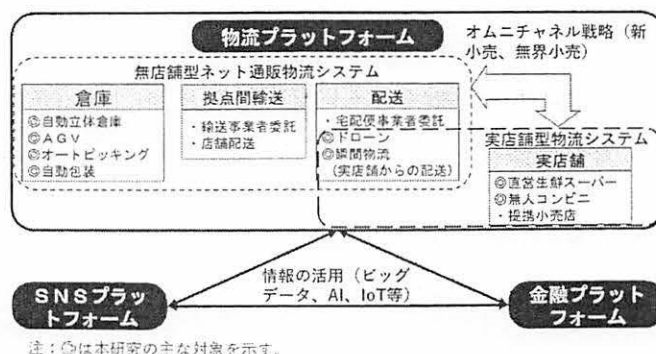 物流プラットフォーム
オムニチャネル戦略（新
小売、無界小売）
無店舗型ネット通販物流システム
倉庫
◎自動立体倉庫
◎ＡＧＶ
◎オートピッキング
◎自動包装
拠点間輸送
・輸送事業者委託
・店舗配送
配送
・宅配便事業者委託
◎ドローン
◎瞬間物流
（実店舗からの配送）
実店舗型物流システム
実店舗
◎直営生鮮スーパー
◎無人コンビニ
・提携小売店
情報の活用（ビッグ
データ、AI、IoT等）
ＳＮＳプラッ
トフォーム
金融プラット
フォーム
注：◎は本研究の主な対象を示す。